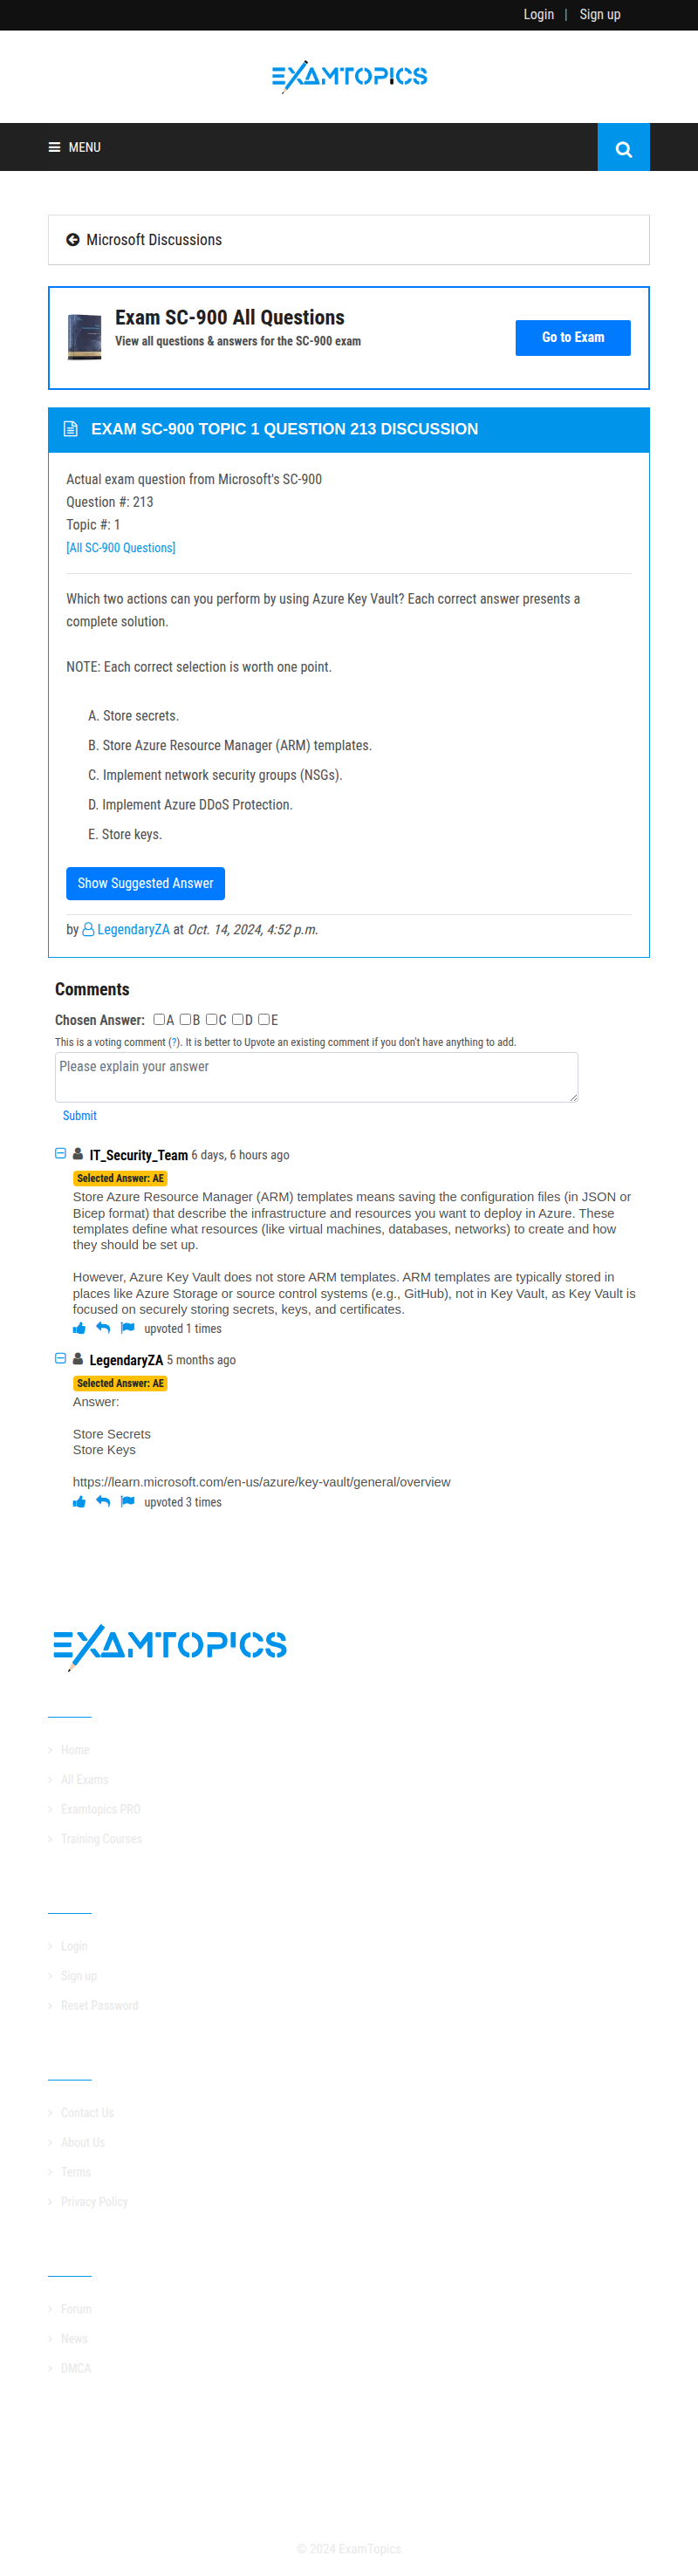 Login | Sign up
EXAMTOPICS
MENU
Microsoft Discussions
Exam SC-900 All Questions
View all questions & answers for the SC-900 exam
Go to Exam
EXAM SC-900 TOPIC 1 QUESTION 213 DISCUSSION
Actual exam question from Microsoft's SC-900
Question #: 213
Topic #: 1
[All SC-900 Questions]
Which two actions can you perform by using Azure Key Vault? Each correct answer presents a
complete solution.
NOTE: Each correct selection is worth one point.
A. Store secrets.
B. Store Azure Resource Manager (ARM) templates.
C. Implement network security groups (NSGs).
D. Implement Azure DDoS Protection.
E. Store keys.
Show Suggested Answer
by LegendaryZA at Oct. 14, 2024, 4:52 p.m.
Comments
Chosen Answer: A B C D E
This is a voting comment (?). It is better to Upvote an existing comment if you don't have anything to add.
Please explain your answer
Submit
IT_Security_Team 6 days, 6 hours ago
Selected Answer: AE
Store Azure Resource Manager (ARM) templates means saving the configuration files (in JSON or
Bicep format) that describe the infrastructure and resources you want to deploy in Azure. These
templates define what resources (like virtual machines, databases, networks) to create and how
they should be set up.
However, Azure Key Vault does not store ARM templates. ARM templates are typically stored in
places like Azure Storage or source control systems (e.g., GitHub), not in Key Vault, as Key Vault is
focused on securely storing secrets, keys, and certificates.
upvoted 1 times
LegendaryZA 5 months ago
Selected Answer: AE
Answer:
Store Secrets
Store Keys
https://learn.microsoft.com/en-us/azure/key-vault/general/overview
upvoted 3 times
EXAMTOPICS
Home
All Exams
Examtopics PRO
Training Courses
Login
Sign up
Reset Password
Contact Us
About Us
Terms
Privacy Policy
Forum
News
DMCA
© 2024 ExamTopics